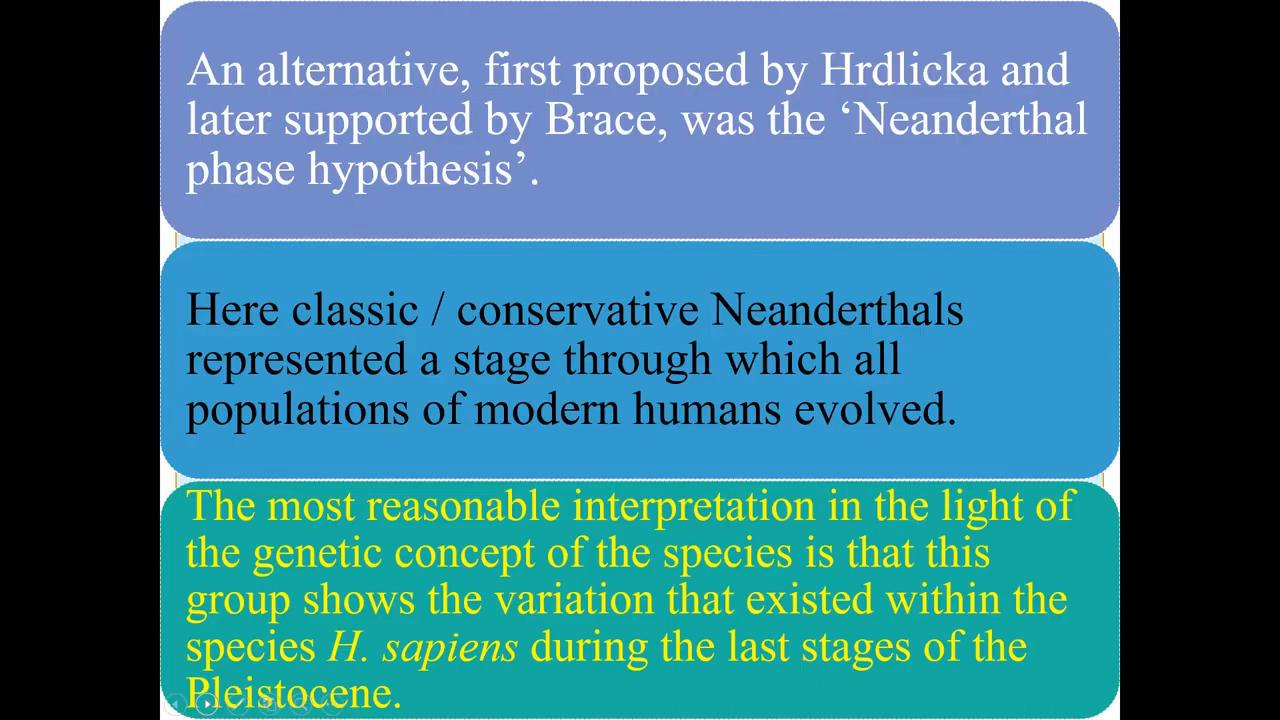 An alternative, first proposed by Hrdlicka and
later supported by Brace, was the ‘Neanderthal
phase hypothesis’.
Here classic / conservative Neanderthals
represented a stage through which all
populations of modern humans evolved.
The most reasonable interpretation in the light of
the genetic concept of the species is that this
group shows the variation that existed within the
species H. sapiens during the last stages of the
Pleistocene.